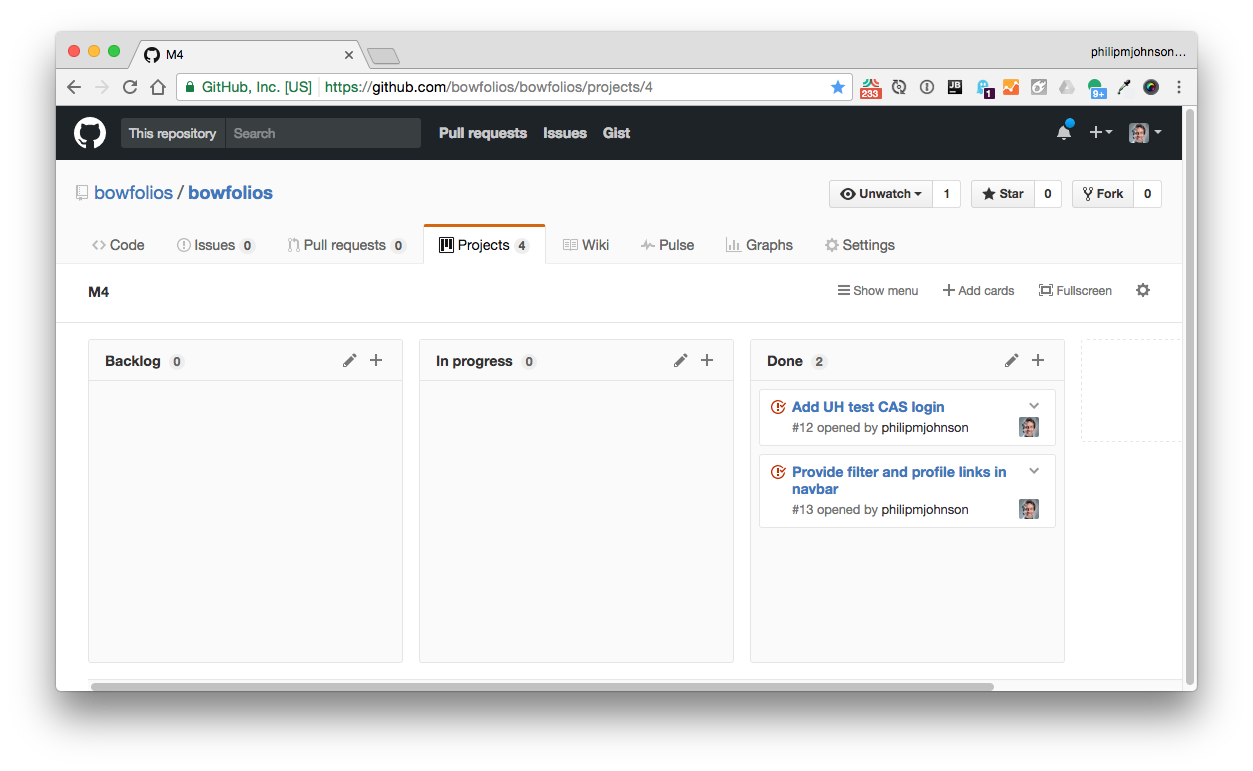 M4
philipmjohnson...
GitHub, Inc. [US] https://github.com/bowfolios/bowfolios/projects/4
233
JB
1
9+
This repository Search Pull requests Issues Gist
bowfolios / bowfolios
Unwatch 1 Star 0 Fork 0
Code Issues 0 Pull requests 0 Projects 4 Wiki Pulse Graphs Settings
M4
Show menu Add cards Fullscreen
Backlog 0
In progress 0
Done 2
Add UH test CAS login
#12 opened by philipmjohnson
Provide filter and profile links in
navbar
#13 opened by philipmjohnson